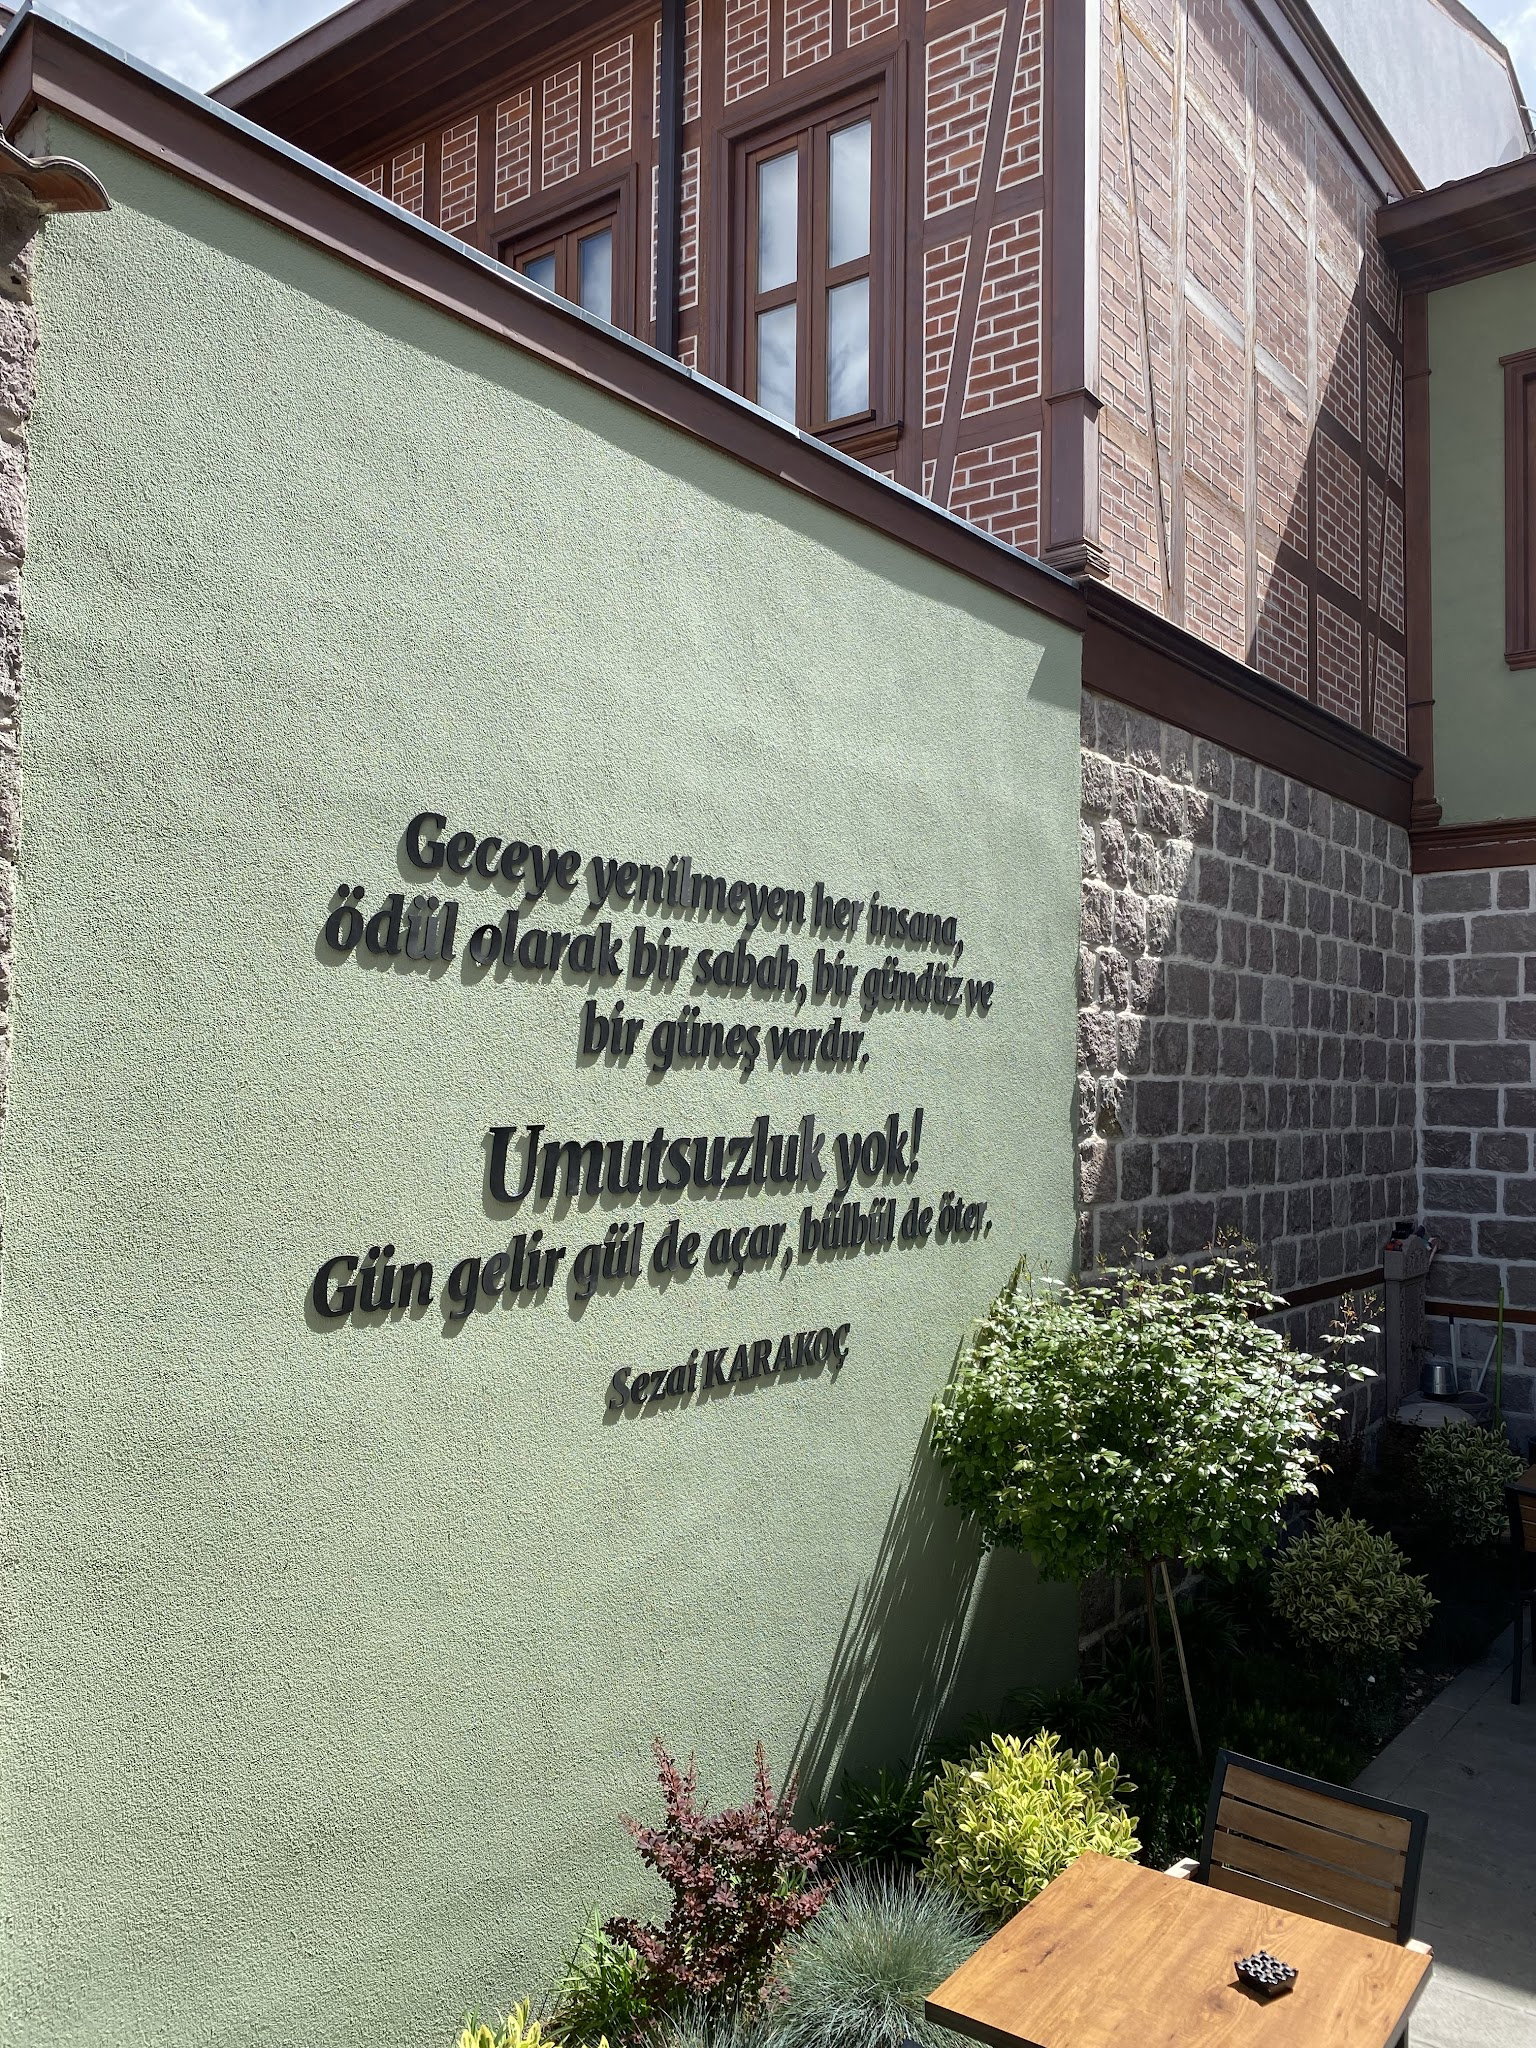 Geceye yenilmeyen her insana,
ödül olarak bir sabah, bir gündüz ve
bir güneş vardır.
Umutsuzluk yok!
Gün gelir gül de açar, bülbül de öter.
Sezai KARAKOÇ